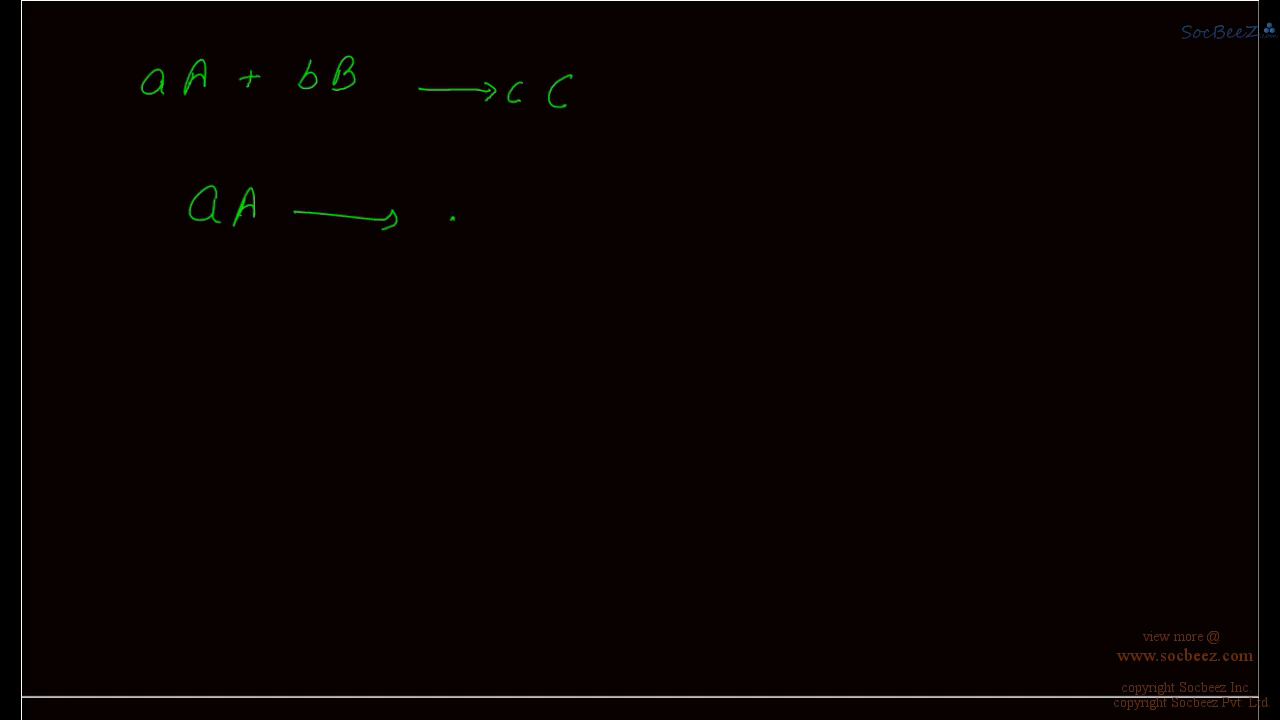 SocBeeZ
aA + bB → cC
aA → .
view more @
www.socbeez.com
copyright Socbeez Inc.
copyright Socbeez Pvt. Ltd.